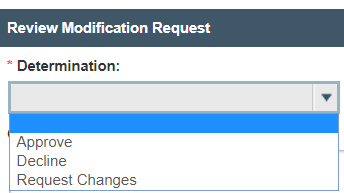 Review Modification Request
* Determination:
Approve
Decline
Request Changes